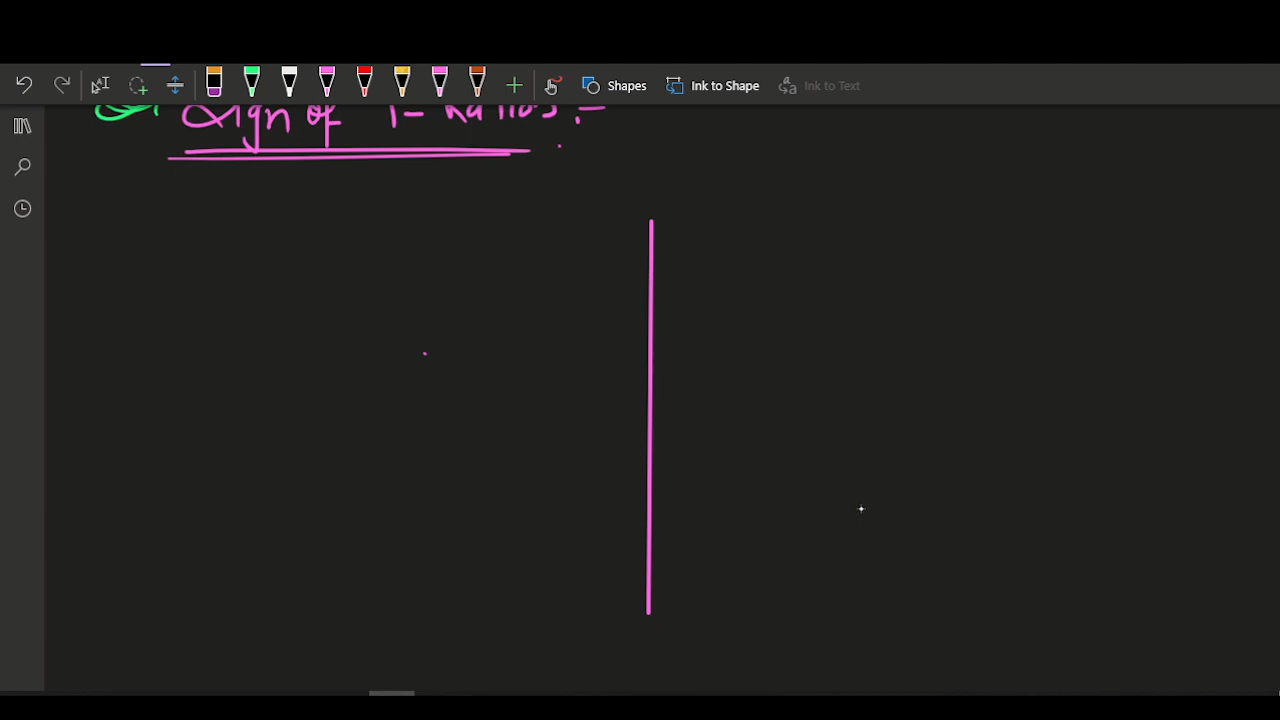 Shapes Ink to Shape Ink to Text
Sign of T-Ratios :-